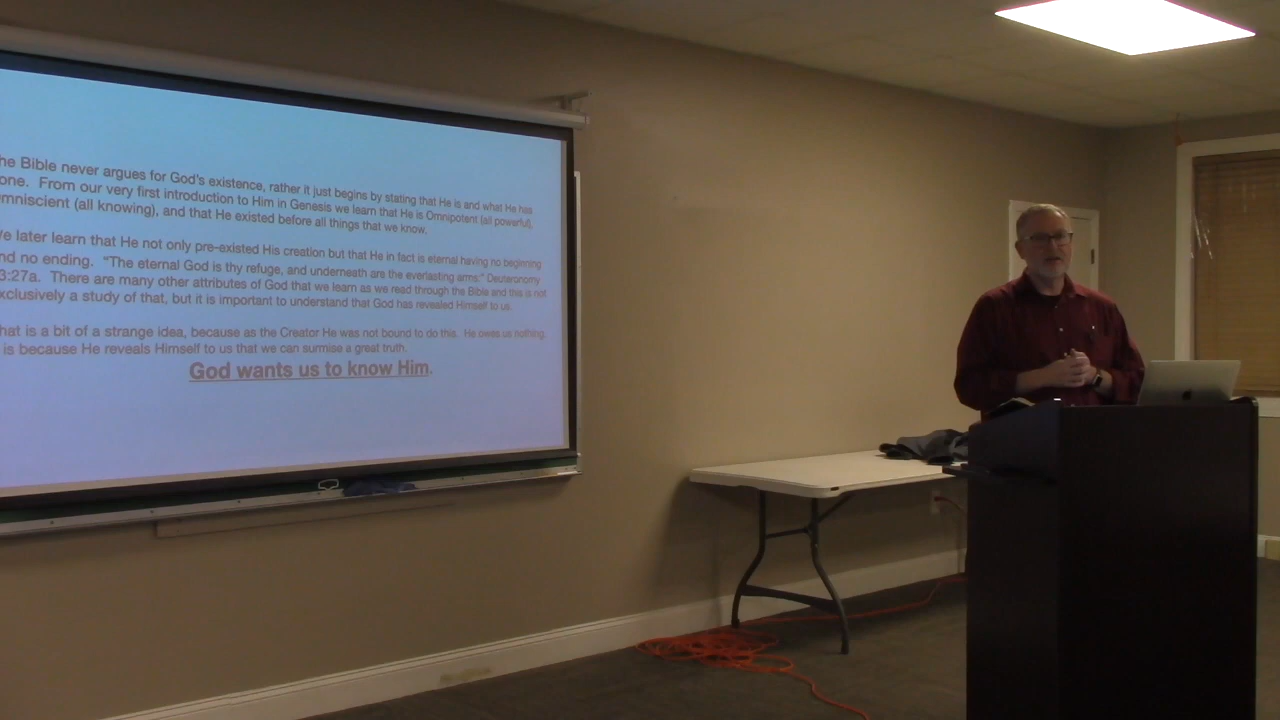 he Bible never argues for God's existence, rather it just begins by stating that He is and what He has
one. From our very first introduction to Him in Genesis we learn that He is Omnipotent (all powerful),
mniscient (all knowing), and that He existed before all things that we know.
e later learn that He not only pre-existed His creation but that He in fact is eternal having no beginning
nd no ending. "The eternal God is thy refuge, and underneath are the everlasting arms:" Deuteronomy
3:27a. There are many other attributes of God that we learn as we read through the Bible and this is not
xclusively a study of that, but it is important to understand that God has revealed Himself to us.
hat is a bit of a strange idea, because as the Creator He was not bound to do this. He owes us nothing.
is because He reveals Himself to us that we can surmise a great truth.
God wants us to know Him.